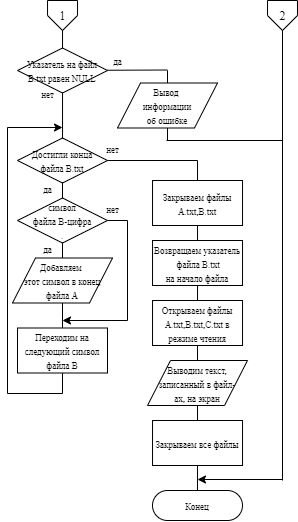 1
2
Указатель на файл
B.txt равен NULL
да
нет
Вывод
информации
об ошибке
Достигли конца
файла B.txt
нет
да
символ
файла B-цифра
нет
да
Добавляем
этот символ в конец
файла A
Переходим на
следующий символ
файла B
Закрываем файлы
A.txt,B.txt
Возвращаем указатель
файла B.txt
на начало файла
Открываем файлы
A.txt,B.txt,C.txt в
режиме чтения
Выводим текст,
записанный в файл-
ах, на экран
Закрываем все файлы
Конец